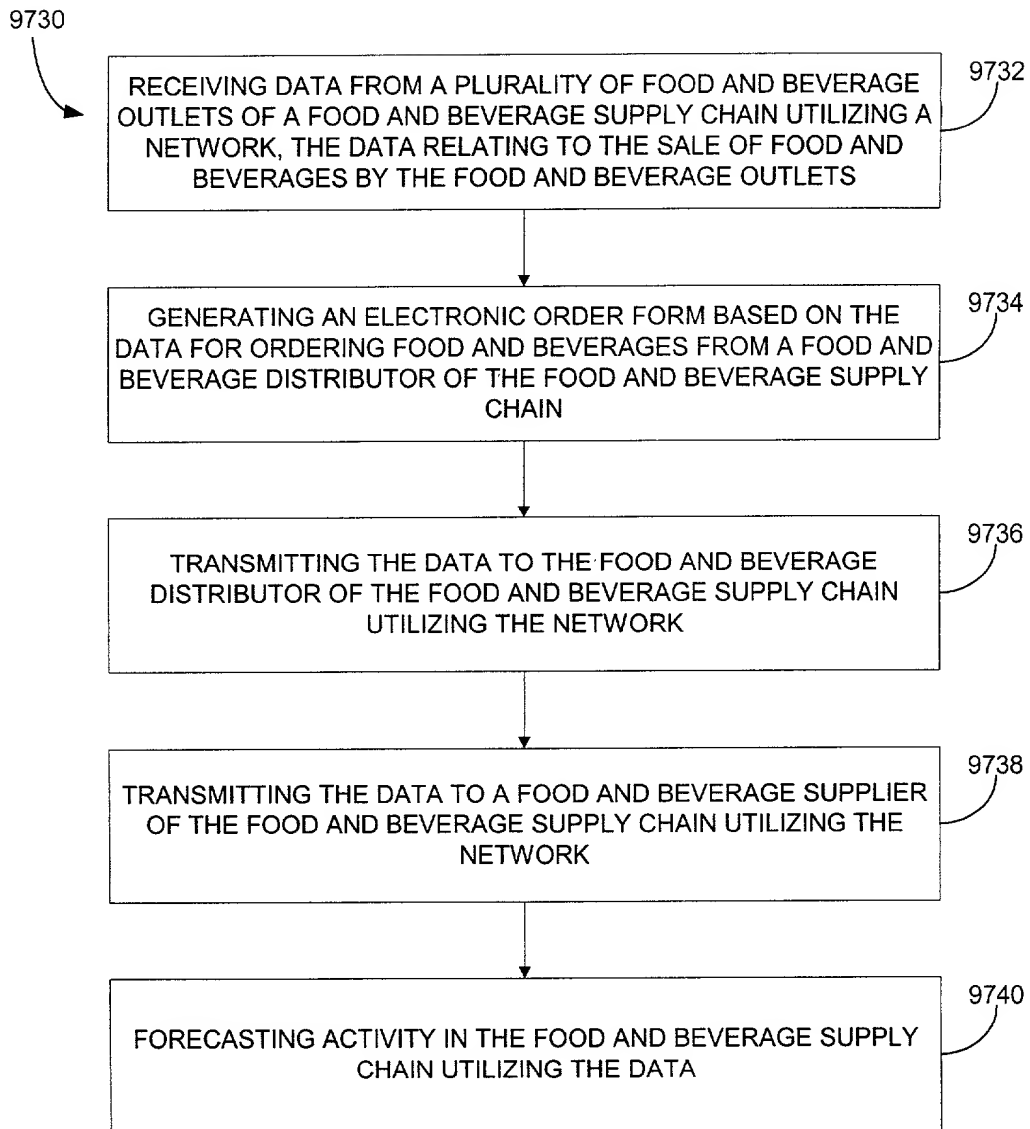 9730
RECEIVING DATA FROM A PLURALITY OF FOOD AND BEVERAGE
OUTLETS OF A FOOD AND BEVERAGE SUPPLY CHAIN UTILIZING A
NETWORK, THE DATA RELATING TO THE SALE OF FOOD AND
BEVERAGES BY THE FOOD AND BEVERAGE OUTLETS
9732
GENERATING AN ELECTRONIC ORDER FORM BASED ON THE
DATA FOR ORDERING FOOD AND BEVERAGES FROM A FOOD AND
BEVERAGE DISTRIBUTOR OF THE FOOD AND BEVERAGE SUPPLY
CHAIN
9734
TRANSMITTING THE DATA TO THE FOOD AND BEVERAGE
DISTRIBUTOR OF THE FOOD AND BEVERAGE SUPPLY CHAIN
UTILIZING THE NETWORK
9736
TRANSMITTING THE DATA TO A FOOD AND BEVERAGE SUPPLIER
OF THE FOOD AND BEVERAGE SUPPLY CHAIN UTILIZING THE
NETWORK
9738
FORECASTING ACTIVITY IN THE FOOD AND BEVERAGE SUPPLY
CHAIN UTILIZING THE DATA
9740